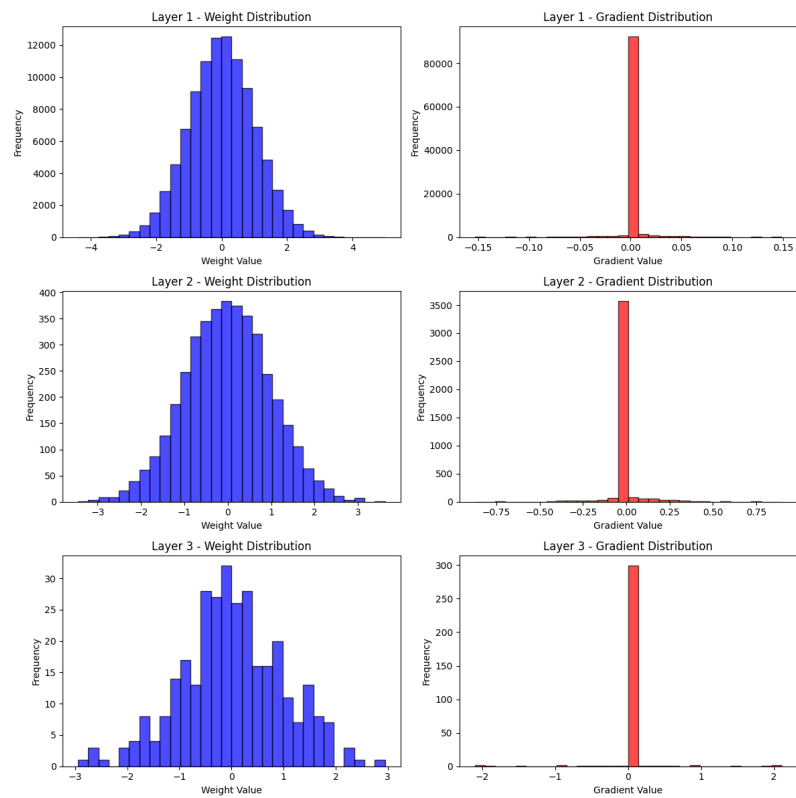 Layer 1 - Weight Distribution
Frequency
12000
10000
8000
6000
4000
2000
0
−4 −2 0 2 4
Weight Value
Layer 1 - Gradient Distribution
Frequency
80000
60000
40000
20000
0
−0.15 −0.10 −0.05 0.00 0.05 0.10 0.15
Gradient Value
Layer 2 - Weight Distribution
Frequency
400
350
300
250
200
150
100
50
0
−3 −2 −1 0 1 2 3
Weight Value
Layer 2 - Gradient Distribution
Frequency
3500
3000
2500
2000
1500
1000
500
0
−0.75 −0.50 −0.25 0.00 0.25 0.50 0.75
Gradient Value
Layer 3 - Weight Distribution
Frequency
30
25
20
15
10
5
0
−3 −2 −1 0 1 2 3
Weight Value
Layer 3 - Gradient Distribution
Frequency
300
250
200
150
100
50
0
−2 −1 0 1 2
Gradient Value